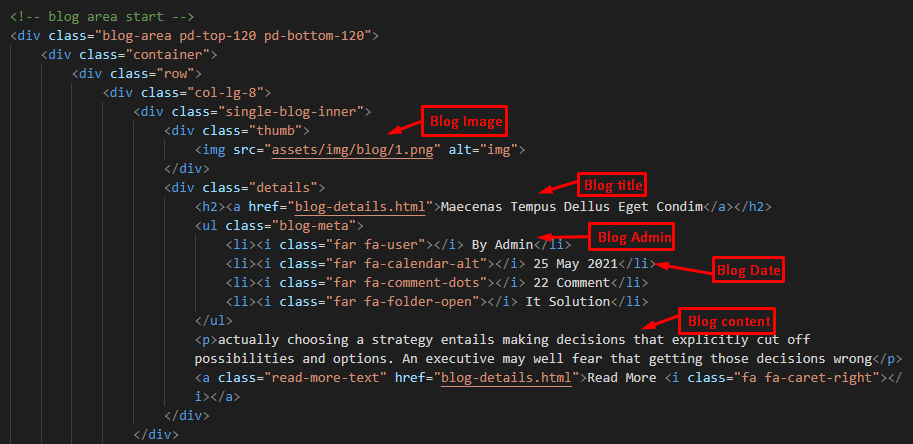 <!-- blog area start -->
<div class="blog-area pd-top-120 pd-bottom-120">
<div class="container">
<div class="row">
<div class="col-lg-8">
<div class="single-blog-inner">
<div class="thumb">
Blog Image
<img src="assets/img/blog/1.png" alt="img">
</div>
<div class="details">
Blog title
<h2><a href="blog-details.html">Maecenas Tempus Dellus Eget Condim</a></h2>
<ul class="blog-meta">
<li><i class="far fa-user"></i> By Admin</li>
Blog Admin
<li><i class="far fa-calendar-alt"></i> 25 May 2021</li>
Blog Date
<li><i class="far fa-comment-dots"></i> 22 Comment</li>
<li><i class="far fa-folder-open"></i> It Solution</li>
</ul>
Blog content
<p>actually choosing a strategy entails making decisions that explicitly cut off
possibilities and options. An executive may well fear that getting those decisions wrong</p>
<a class="read-more-text" href="blog-details.html">Read More <i class="fa fa-caret-right"></
i></a>
</div>
</div>